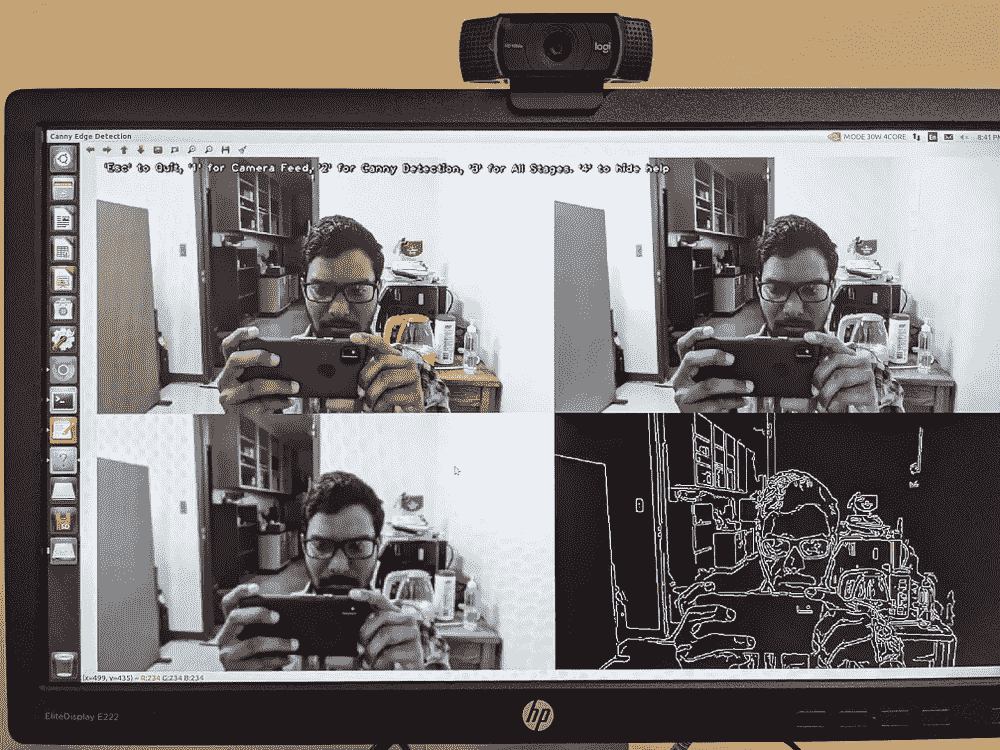 logi
Canny Edge Detection
MODE 30W 4CORE
En
8:41 PM
'Esc' to Quit, '1' for Camera Feed, '2' for Canny Detection, '3' for All Stages. '4' to hide help
(x=499, y=435) ~ R:234 G:234 B:234
EliteDisplay E222
hp